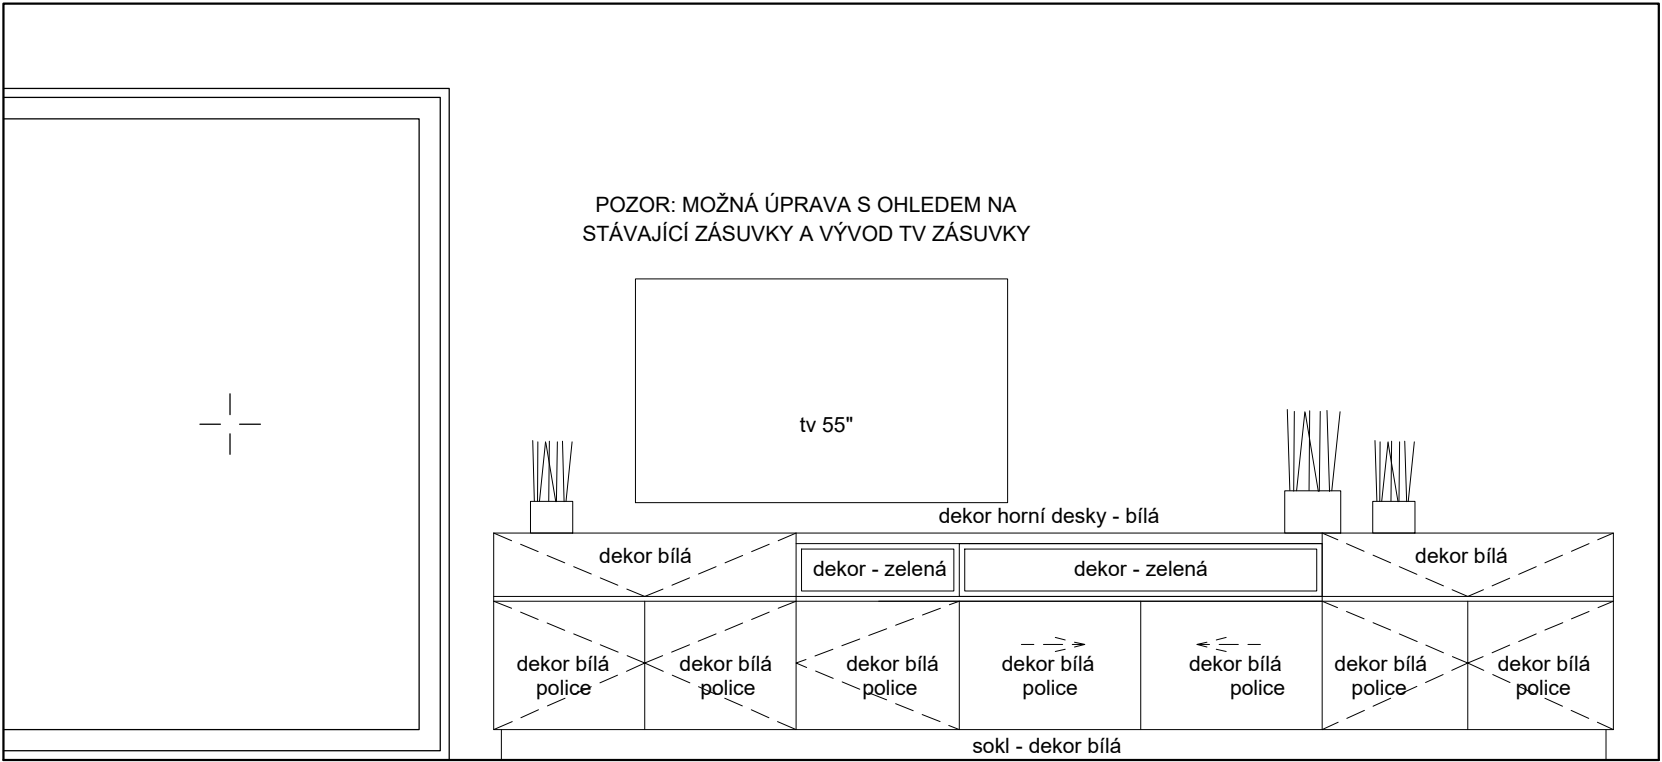 POZOR: MOŽNÁ ÚPRAVA S OHLEDEM NA
STÁVAJÍCÍ ZÁSUVKY A VÝVOD TV ZÁSUVKY
tv 55"
dekor horní desky - bílá
dekor bílá
dekor - zelená
dekor - zelená
dekor bílá
dekor bílá
police
dekor bílá
police
dekor bílá
police
dekor bílá
police
dekor bílá
police
dekor bílá
police
dekor bílá
police
sokl - dekor bílá